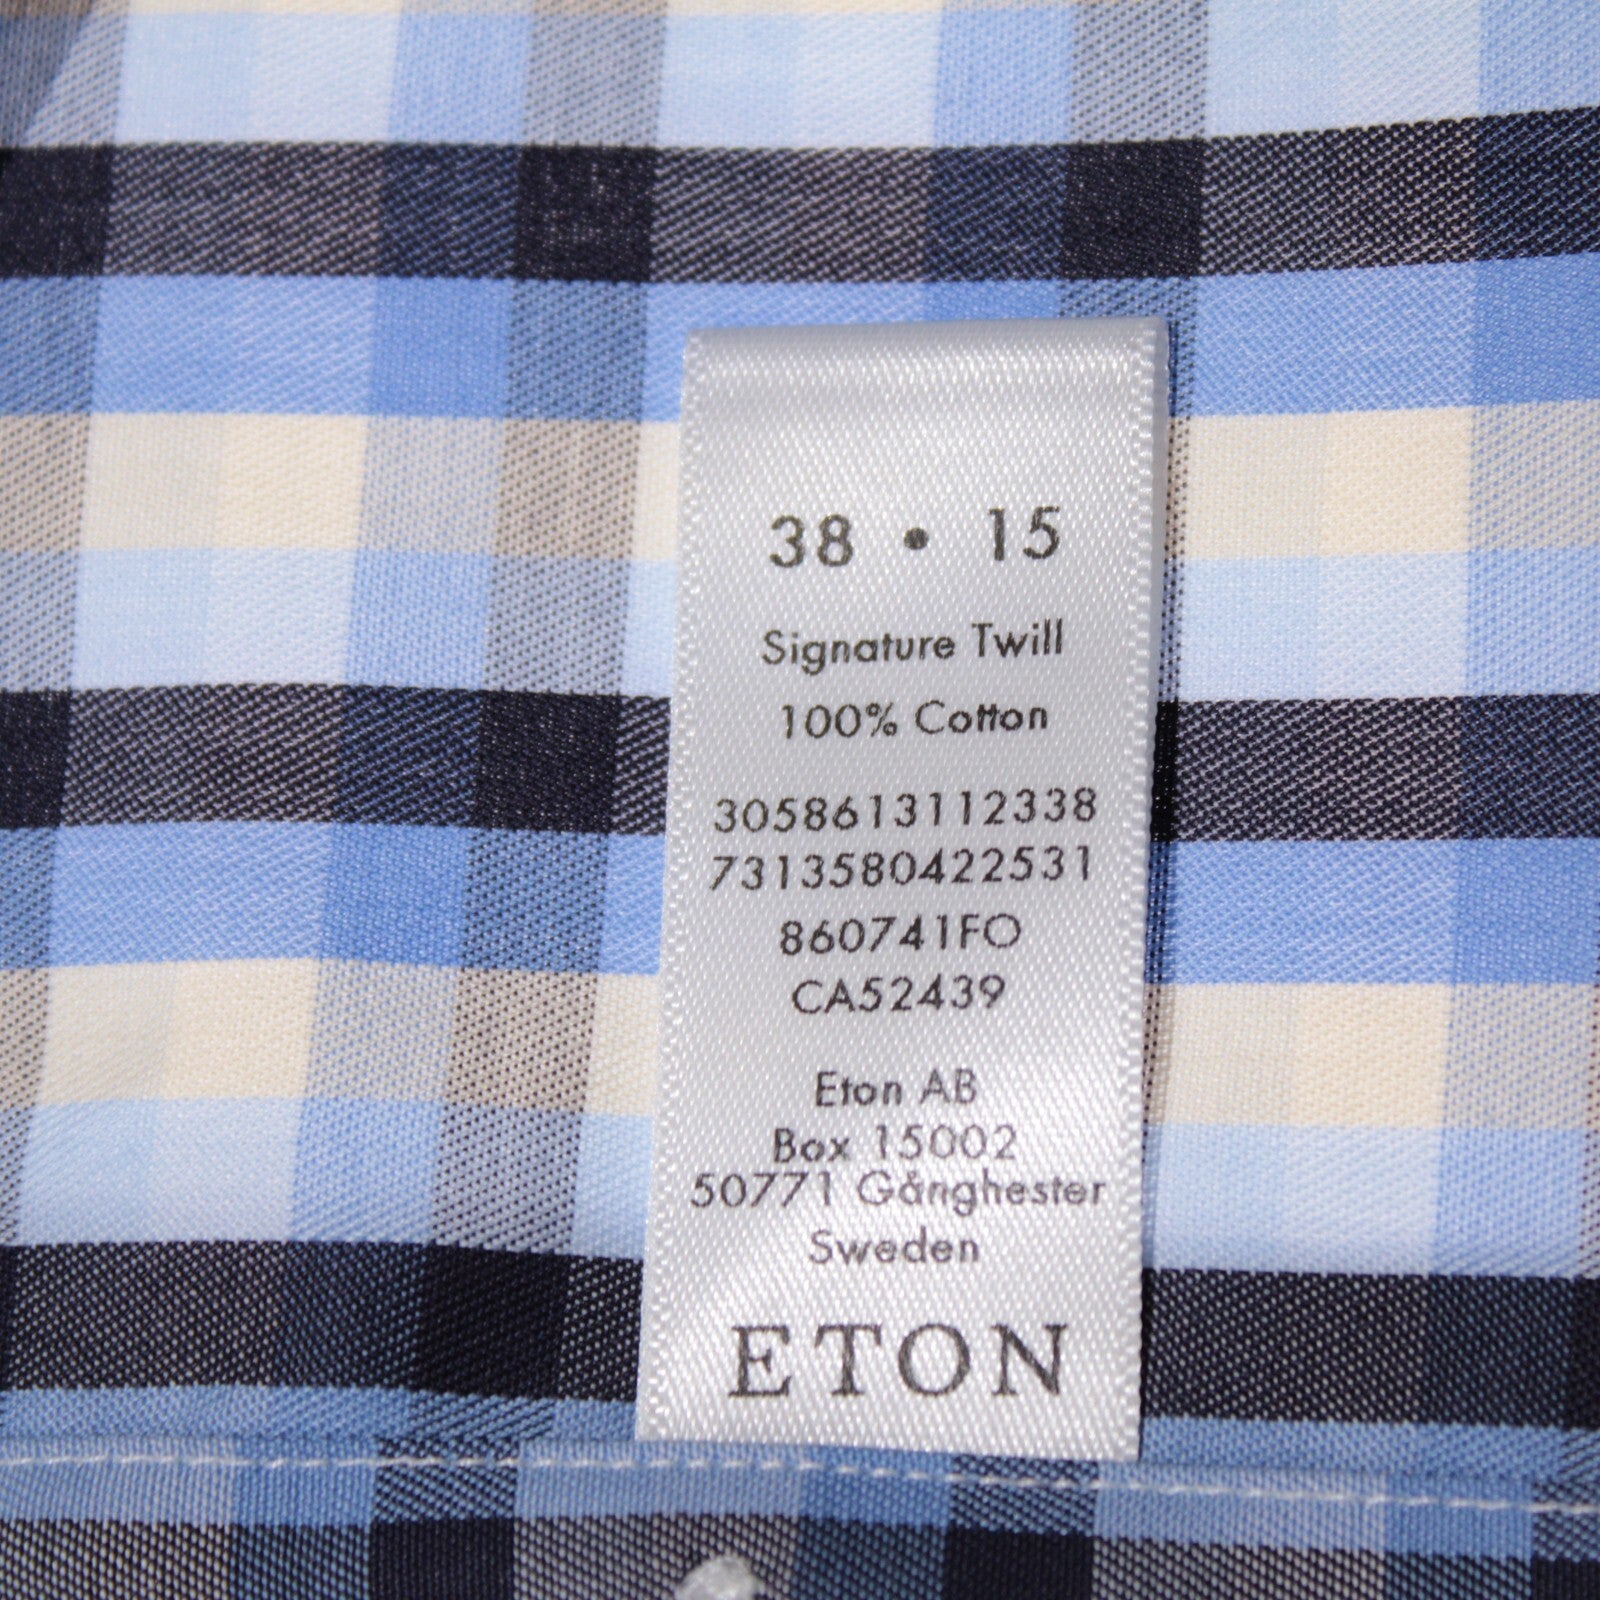 38 • 15
Signature Twill
100% Cotton
3058613112338
7313580422531
860741FO
CA52439
Eton AB
Box 15002
50771 Gånghester
Sweden
ETON